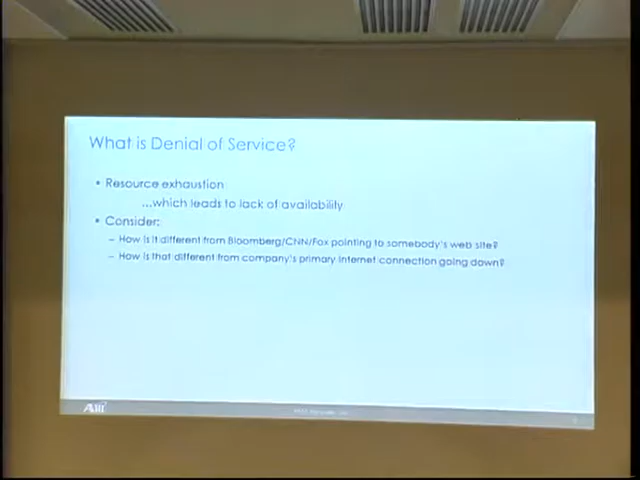 What is Denial of Service?
• Resource exhaustion
...which leads to lack of availability
• Consider:
– How is it different from Bloomberg/CNN/Fox pointing to somebody's web site?
– How is that different from company's primary Internet connection going down?